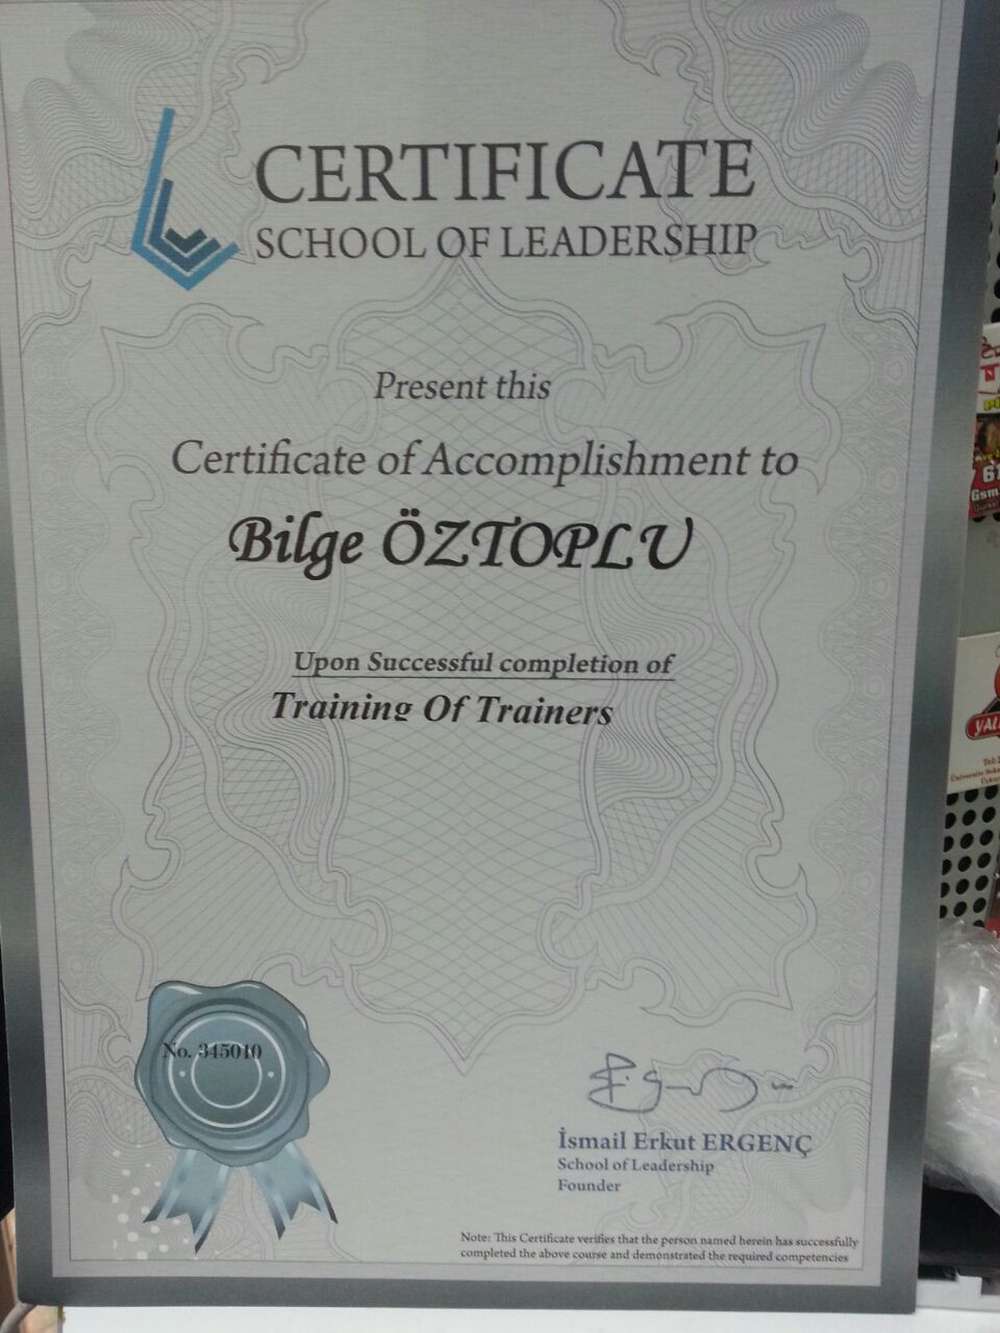 CERTIFICATE
SCHOOL OF LEADERSHIP
Present this
Certificate of Accomplishment to
Bilge ÖZTOPLU
Upon Successful completion of
Training Of Trainers
No. 345010
İsmail Erkut ERGENÇ
School of Leadership
Founder
Note: This Certificate verifies that the person named herein has successfully
completed the above course and demonstrated the required competencies
Gsm